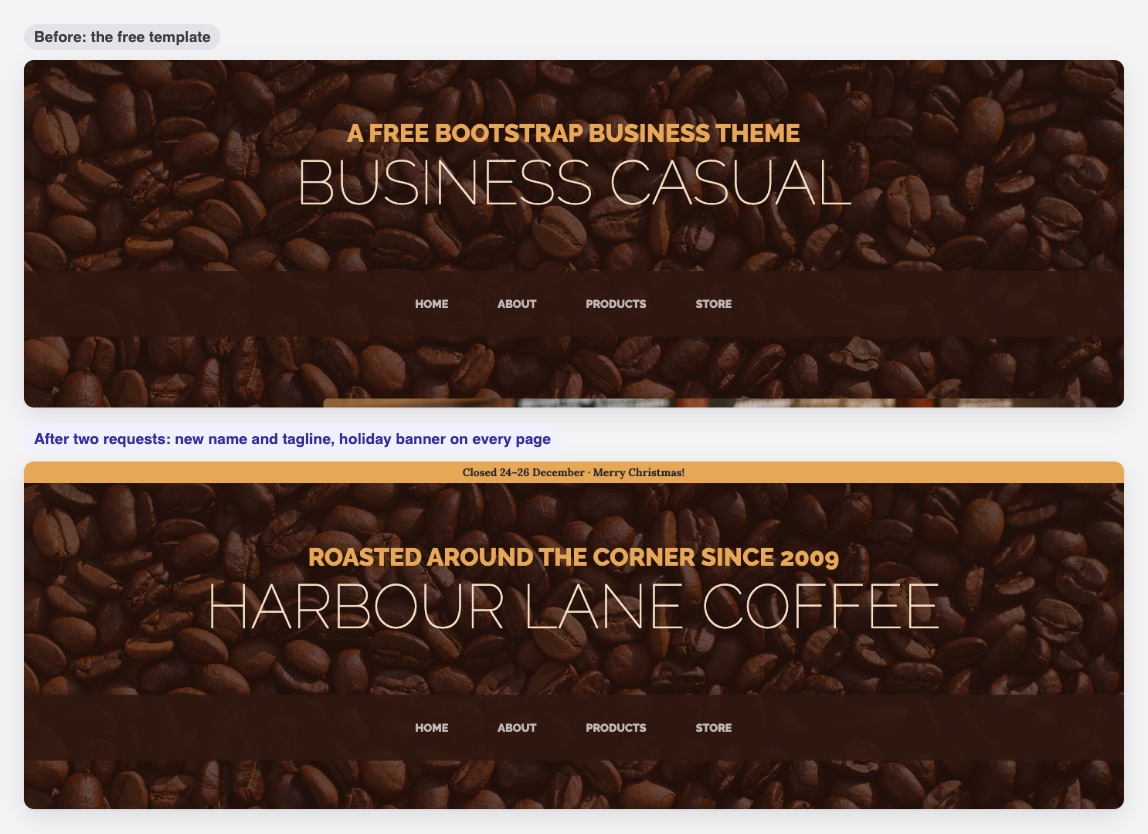 Before: the free template
A FREE BOOTSTRAP BUSINESS THEME
BUSINESS CASUAL
HOME ABOUT PRODUCTS STORE
After two requests: new name and tagline, holiday banner on every page
Closed 24–26 December · Merry Christmas!
ROASTED AROUND THE CORNER SINCE 2009
HARBOUR LANE COFFEE
HOME ABOUT PRODUCTS STORE